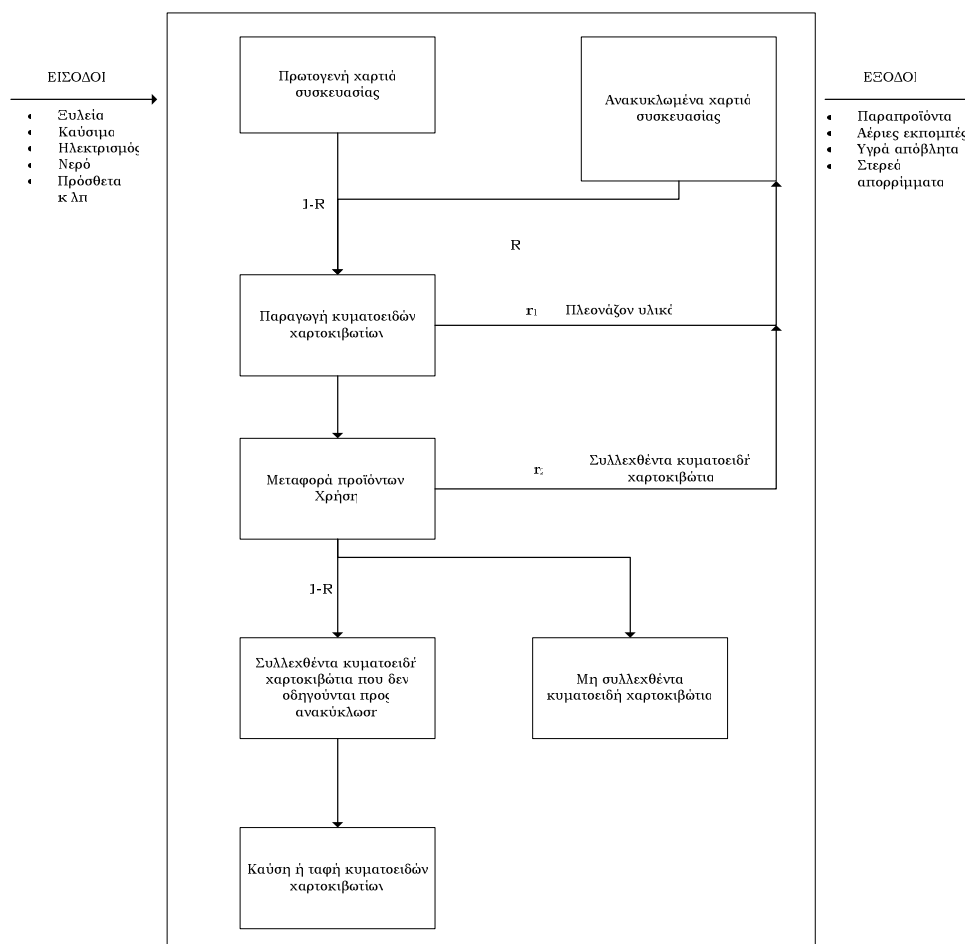 ΕΙΣΟΔΟΙ
• Ξυλεία
• Καύσιμα
• Ηλεκτρισμός
• Νερό
• Πρόσθετα
κ λπ
Πρωτογενή χαρτιά
συσκευασίας
Ανακυκλωμένα χαρτιά
συσκευασίας
ΕΞΟΔΟΙ
• Παραπροϊόντα
• Αέριες εκπομπές
• Υγρά απόβλητα
• Στερεά
απορρίμματα
1-R
R
Παραγωγή κυματοειδών
χαρτοκιβωτίων
r1 Πλεονάζον υλικό
Μεταφορά προϊόντων
Χρήση
r2 Συλλεχθέντα κυματοειδή
χαρτοκιβώτια
1-R
Συλλεχθέντα κυματοειδή
χαρτοκιβώτια που δεν
οδηγούνται προς
ανακύκλωση
Μη συλλεχθέντα
κυματοειδή χαρτοκιβώτια
Καύση ή ταφή κυματοειδών
χαρτοκιβωτίων